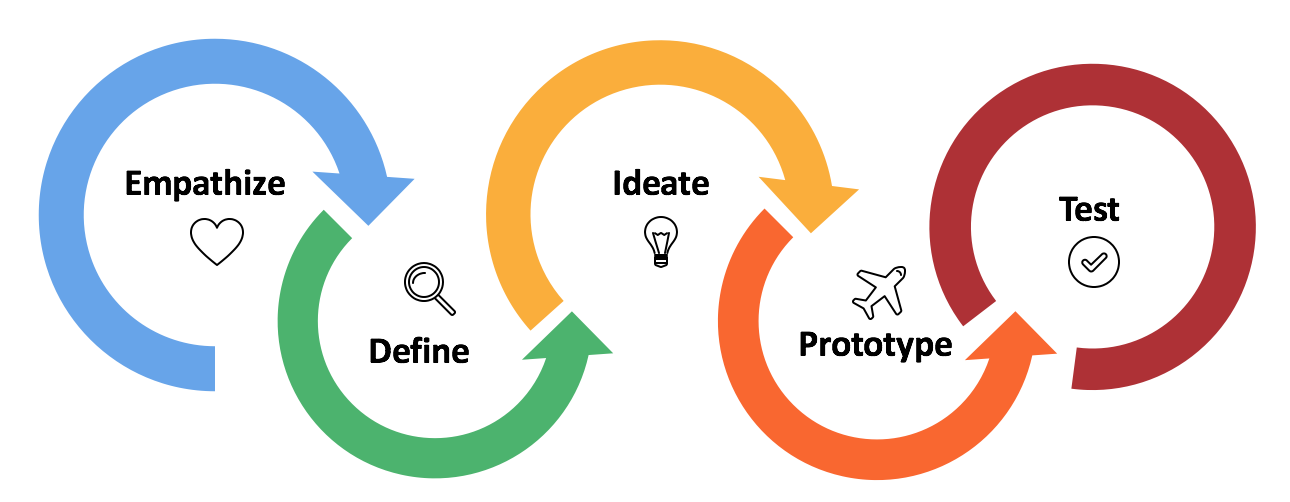 Empathize
Define
Ideate
Prototype
Test